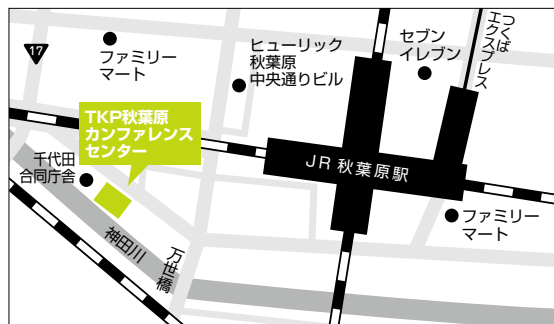 17
ファミリー
マート
ヒューリック
秋葉原
中央通りビル
セブン
イレブン
つくば
エクスプレス
TKP秋葉原
カンファレンス
センター
千代田
合同庁舎
JR 秋葉原駅
ファミリー
マート
神田川
万世橋